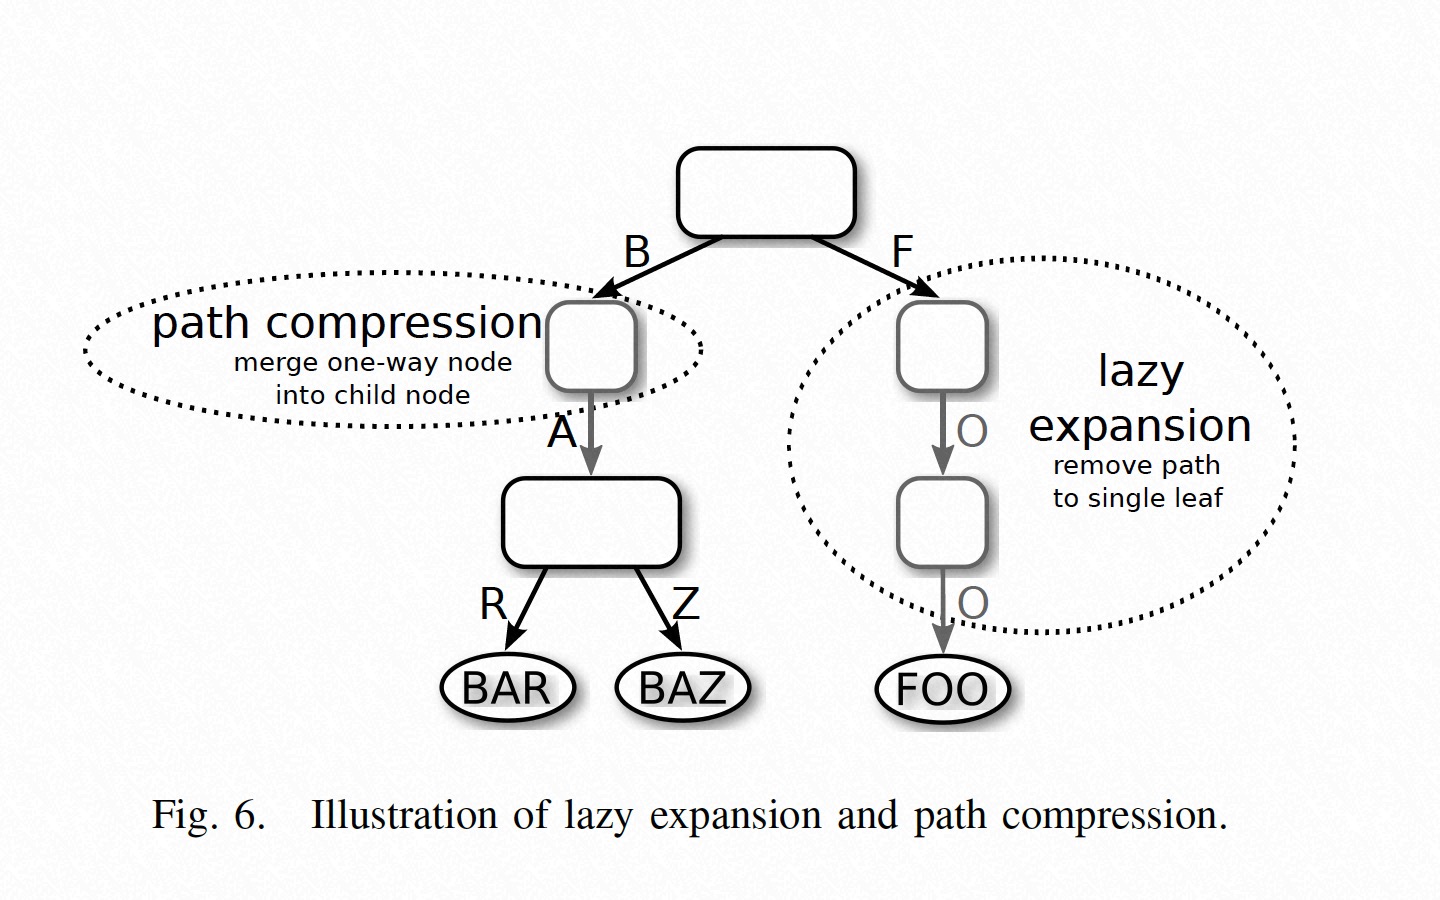 B
F
path compression
merge one-way node
into child node
lazy
expansion
remove path
to single leaf
A
O
R
Z
O
BAR
BAZ
FOO
Fig. 6. Illustration of lazy expansion and path compression.